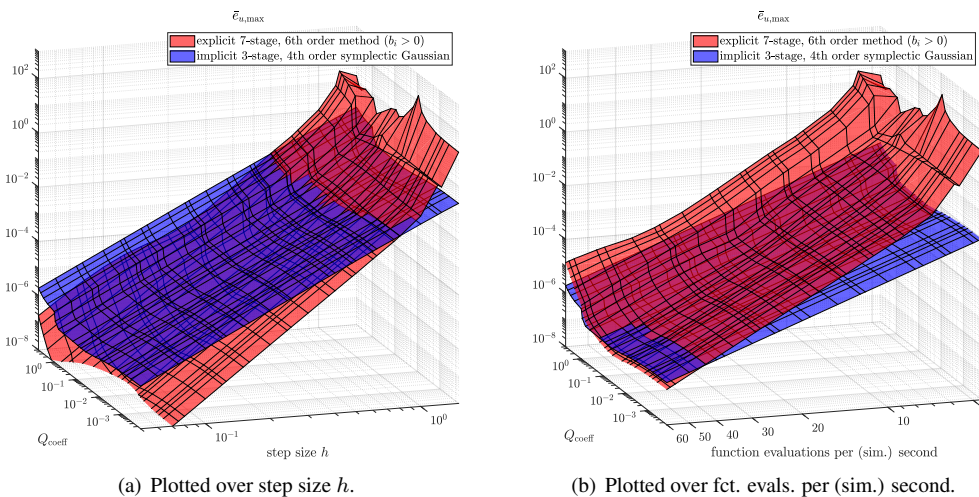 ē_{u,max}
explicit 7-stage, 6th order method (b_i > 0)
implicit 3-stage, 4th order symplectic Gaussian
10^2
10^0
10^{-2}
10^{-4}
10^{-6}
10^{-8}
10^0
10^{-1}
10^{-2}
10^{-3}
Q_{coeff}
10^{-1}
10^0
step size h
(a) Plotted over step size h.
ē_{u,max}
explicit 7-stage, 6th order method (b_i > 0)
implicit 3-stage, 4th order symplectic Gaussian
10^2
10^0
10^{-2}
10^{-4}
10^{-6}
10^{-8}
10^0
10^{-1}
10^{-2}
10^{-3}
Q_{coeff}
60 50 40 30 20 10
function evaluations per (sim.) second
(b) Plotted over fct. evals. per (sim.) second.